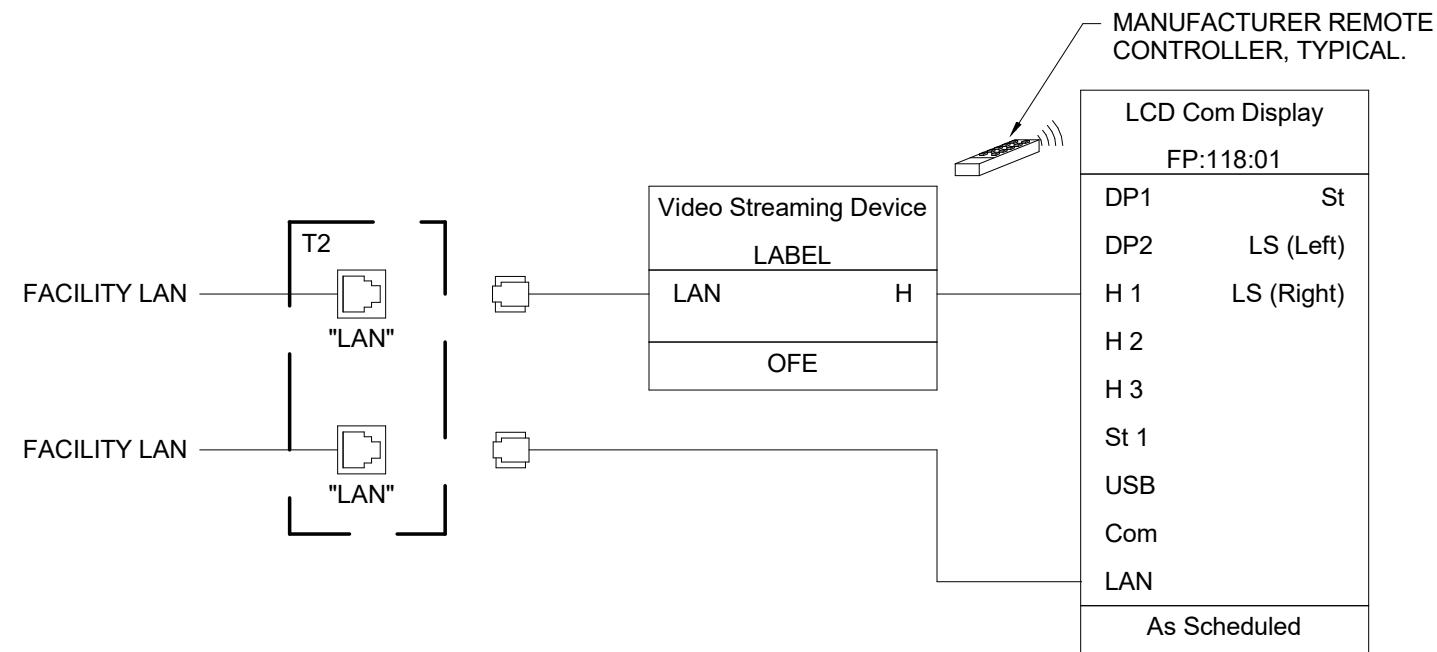 MANUFACTURER REMOTE
CONTROLLER, TYPICAL.
LCD Com Display
FP:118:01
DP1 St
DP2 LS (Left)
H 1 LS (Right)
H 2
H 3
St 1
USB
Com
LAN
As Scheduled
Video Streaming Device
LABEL
LAN H
OFE
T2
FACILITY LAN
"LAN"
FACILITY LAN
"LAN"